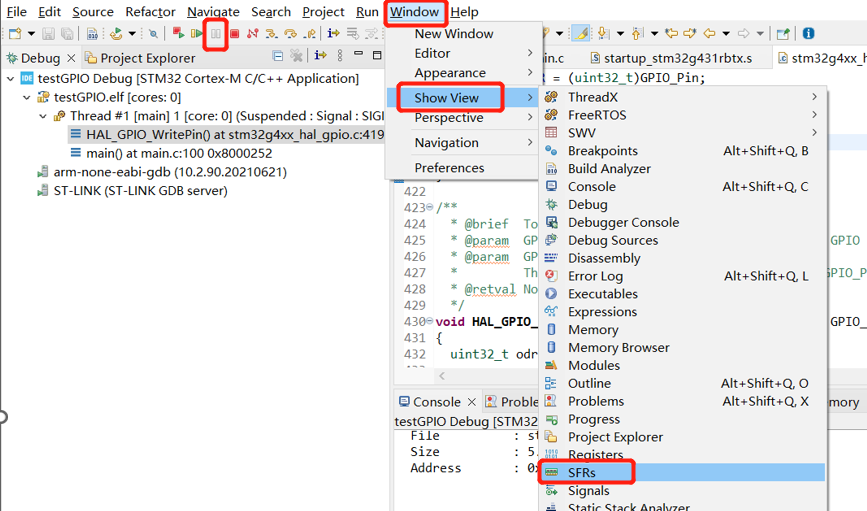 File Edit Source Refactor Navigate Search Project Run Window Help
Debug Project Explorer
testGPIO Debug [STM32 Cortex-M C/C++ Application]
testGPIO.elf [cores: 0]
Thread #1 [main] 1 [core: 0] (Suspended : Signal : SIGI
HAL_GPIO_WritePin() at stm32g4xx_hal_gpio.c:419
main() at main.c:100 0x8000252
arm-none-eabi-gdb (10.2.90.20210621)
ST-LINK (ST-LINK GDB server)
New Window
Editor
Appearance
Show View
Perspective
Navigation
Preferences
in.c startup_stm32g431rbtx.s stm32g4xx_h
R = (uint32_t)GPIO_Pin;
ThreadX
FreeRTOS
SWV
Breakpoints Alt+Shift+Q, B
Build Analyzer
Console Alt+Shift+Q, C
Debug
Debugger Console
Debug Sources
Disassembly
Error Log Alt+Shift+Q, L
Executables
Expressions
Memory
Memory Browser
Modules
Outline Alt+Shift+Q, O
Problems Alt+Shift+Q, X
Progress
Project Explorer
Registers
SFRs
Signals
Static Stack Analyzer
422
423 /**
424 * @brief To
425 * @param GP GPIO
426 * @param GP
427 * Th GPIO_P
428 * @retval No
429 */
430 void HAL_GPIO_ GPIO_
431 {
432 uint32_t odr
Console Proble mory
testGPIO Debug [STM32
File : st
Size : 5.
Address : 0x